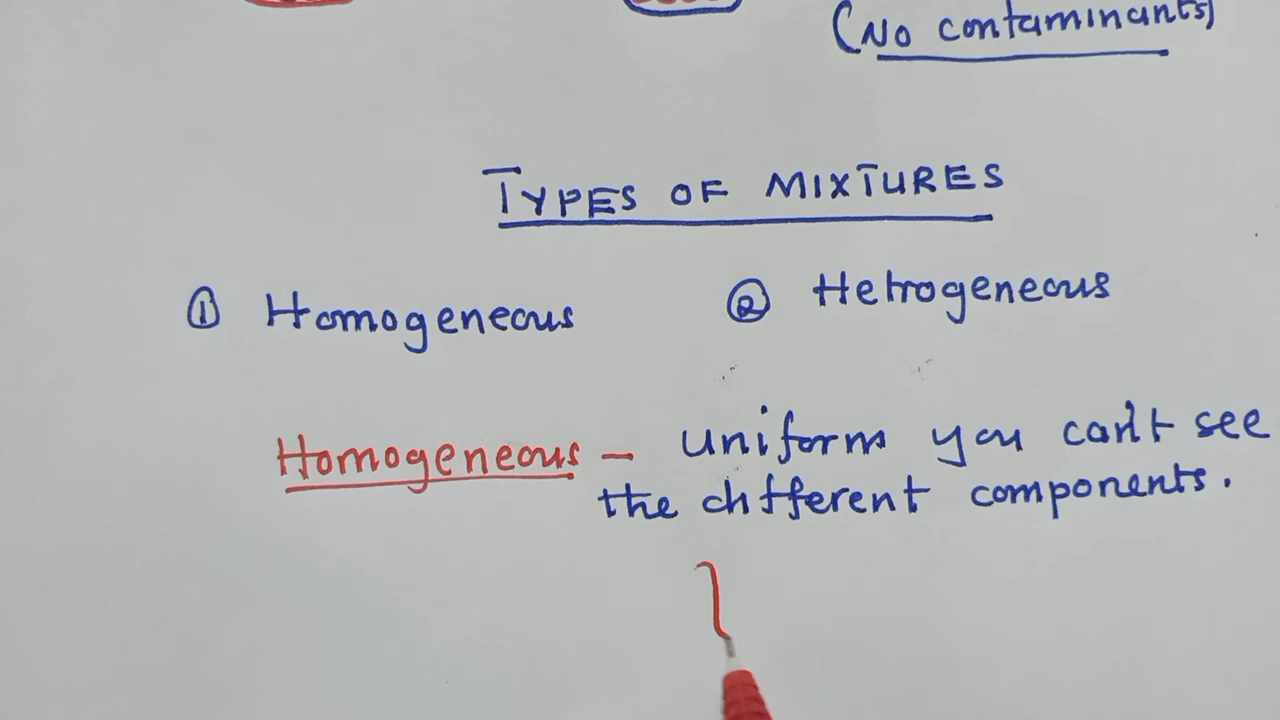 (No contaminants)
TYPES OF MIXTURES
① Homogeneous
② Hetrogeneous
Homogeneous - uniform you can't see
the different components.